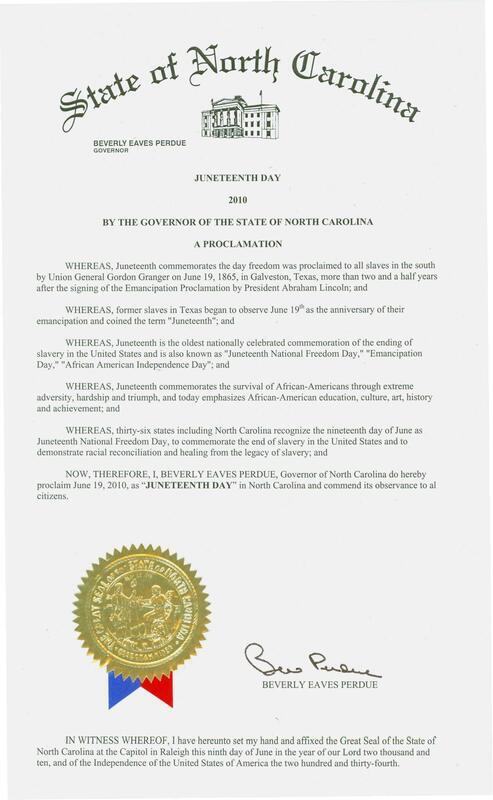 State of North Carolina
BEVERLY EAVES PERDUE
GOVERNOR
JUNETEENTH DAY
2010
BY THE GOVERNOR OF THE STATE OF NORTH CAROLINA
A PROCLAMATION
WHEREAS, Juneteenth commemorates the day freedom was proclaimed to all slaves in the south
by Union General Gordon Granger on June 19, 1865, in Galveston, Texas, more than two and a half years
after the signing of the Emancipation Proclamation by President Abraham Lincoln; and
WHEREAS, former slaves in Texas began to observe June 19th as the anniversary of their
emancipation and coined the term "Juneteenth"; and
WHEREAS, Juneteenth is the oldest nationally celebrated commemoration of the ending of
slavery in the United States and is also known as "Juneteenth National Freedom Day," "Emancipation
Day," "African American Independence Day"; and
WHEREAS, Juneteenth commemorates the survival of African-Americans through extreme
adversity, hardship and triumph, and today emphasizes African-American education, culture, art, history
and achievement; and
WHEREAS, thirty-six states including North Carolina recognize the nineteenth day of June as
Juneteenth National Freedom Day, to commemorate the end of slavery in the United States and to
demonstrate racial reconciliation and healing from the legacy of slavery; and
NOW, THEREFORE, I, BEVERLY EAVES PERDUE, Governor of North Carolina do hereby
proclaim June 19, 2010, as “JUNETEENTH DAY” in North Carolina and commend its observance to al
citizens.
THE GREAT SEAL OF THE STATE OF NORTH CAROLINA
Bev Perdue
BEVERLY EAVES PERDUE
IN WITNESS WHEREOF, I have hereunto set my hand and affixed the Great Seal of the State of
North Carolina at the Capitol in Raleigh this ninth day of June in the year of our Lord two thousand and
ten, and of the Independence of the United States of America the two hundred and thirty-fourth.